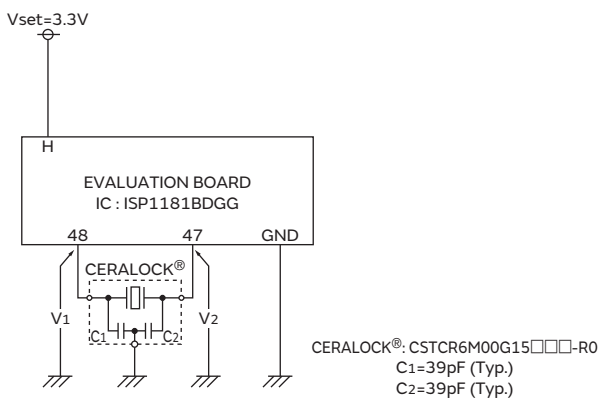 Vset=3.3V
H
EVALUATION BOARD
IC : ISP1181BDGG
48 47 GND
CERALOCK®
V1 V2
C1 C2
CERALOCK®: CSTCR6M00G15□□□-R0
C1=39pF (Typ.)
C2=39pF (Typ.)